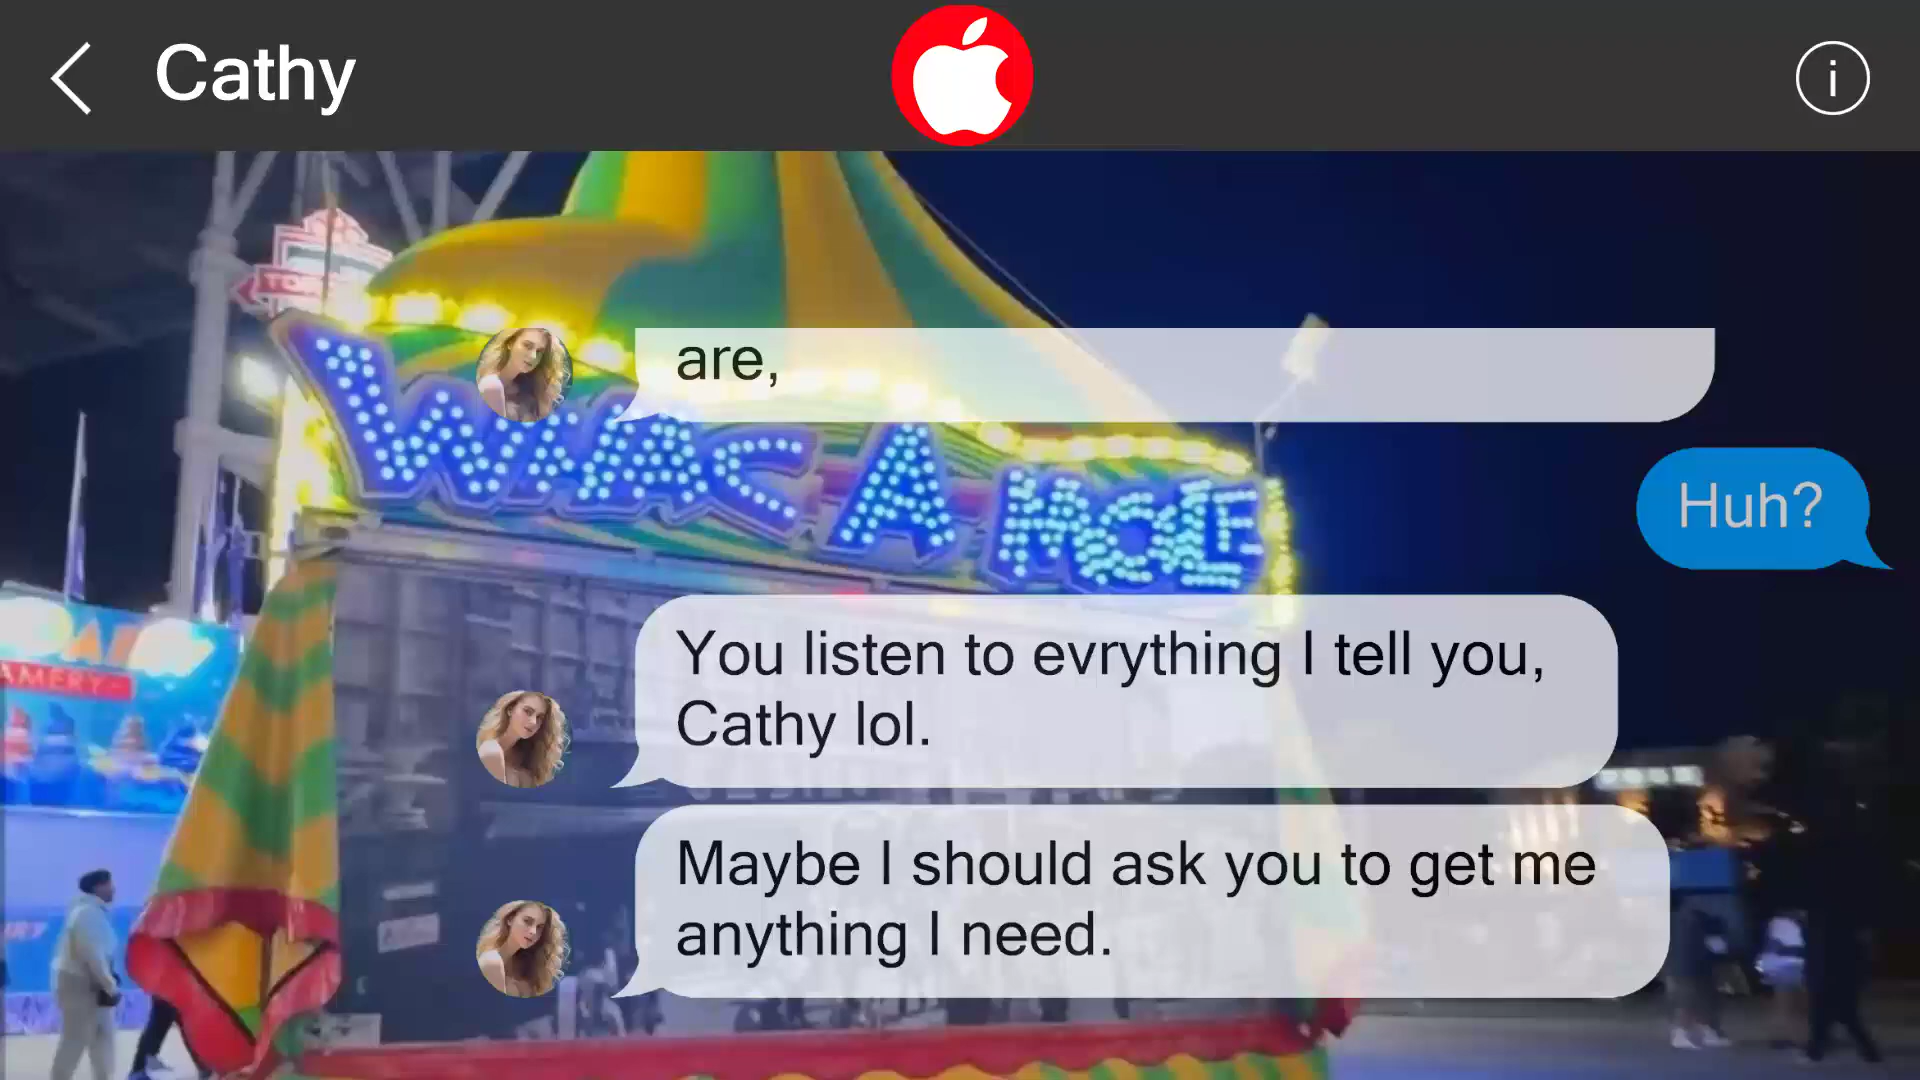 Cathy
are,
WHAC A MOLE
Huh?
AMERY
You listen to evrything I tell you,
Cathy lol.
Maybe I should ask you to get me
anything I need.